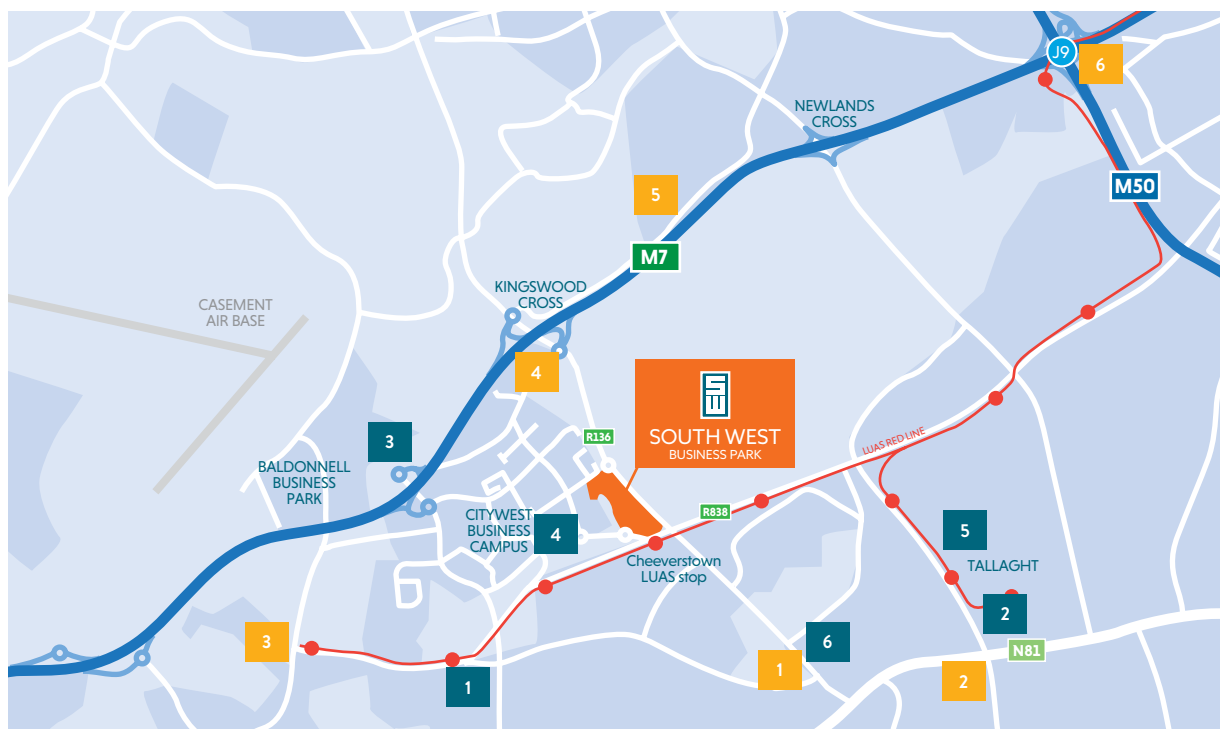 J9
6
NEWLANDS
CROSS
M50
5
M7
KINGSWOOD
CROSS
CASEMENT
AIR BASE
4
SOUTH WEST
BUSINESS PARK
R136
3
LUAS RED LINE
BALDONNELL
BUSINESS
PARK
CITYWEST
BUSINESS
CAMPUS
4
R838
5
Cheeverstown
LUAS stop
TALLAGHT
2
3
6
N81
1
1
2